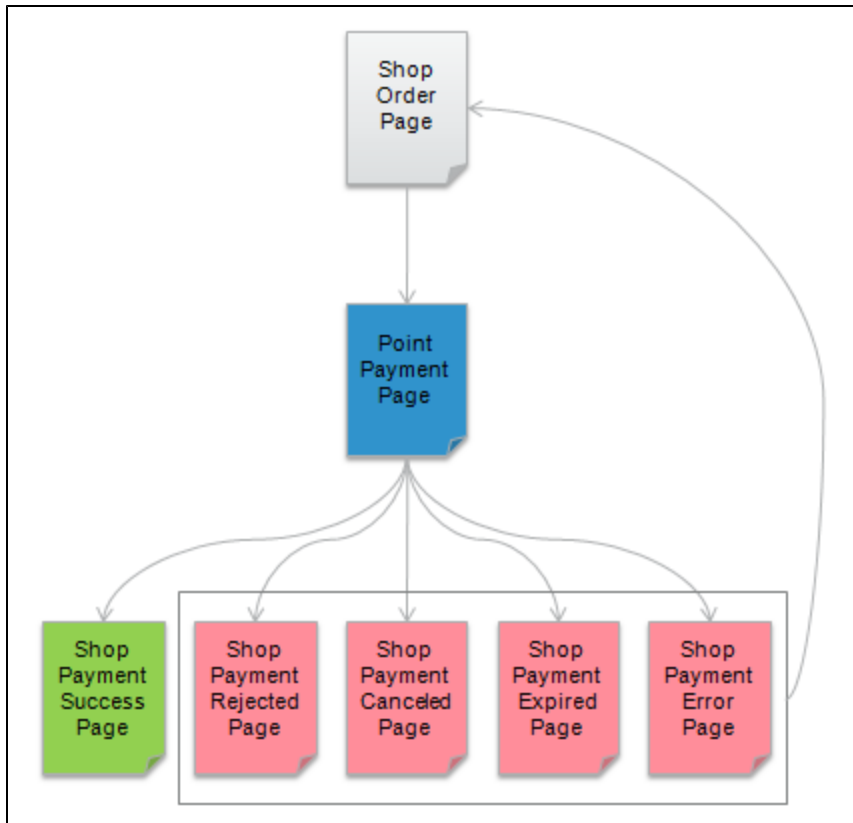 Shop
Order
Page
Point
Payment
Page
Shop
Payment
Success
Page
Shop
Payment
Rejected
Page
Shop
Payment
Canceled
Page
Shop
Payment
Expired
Page
Shop
Payment
Error
Page